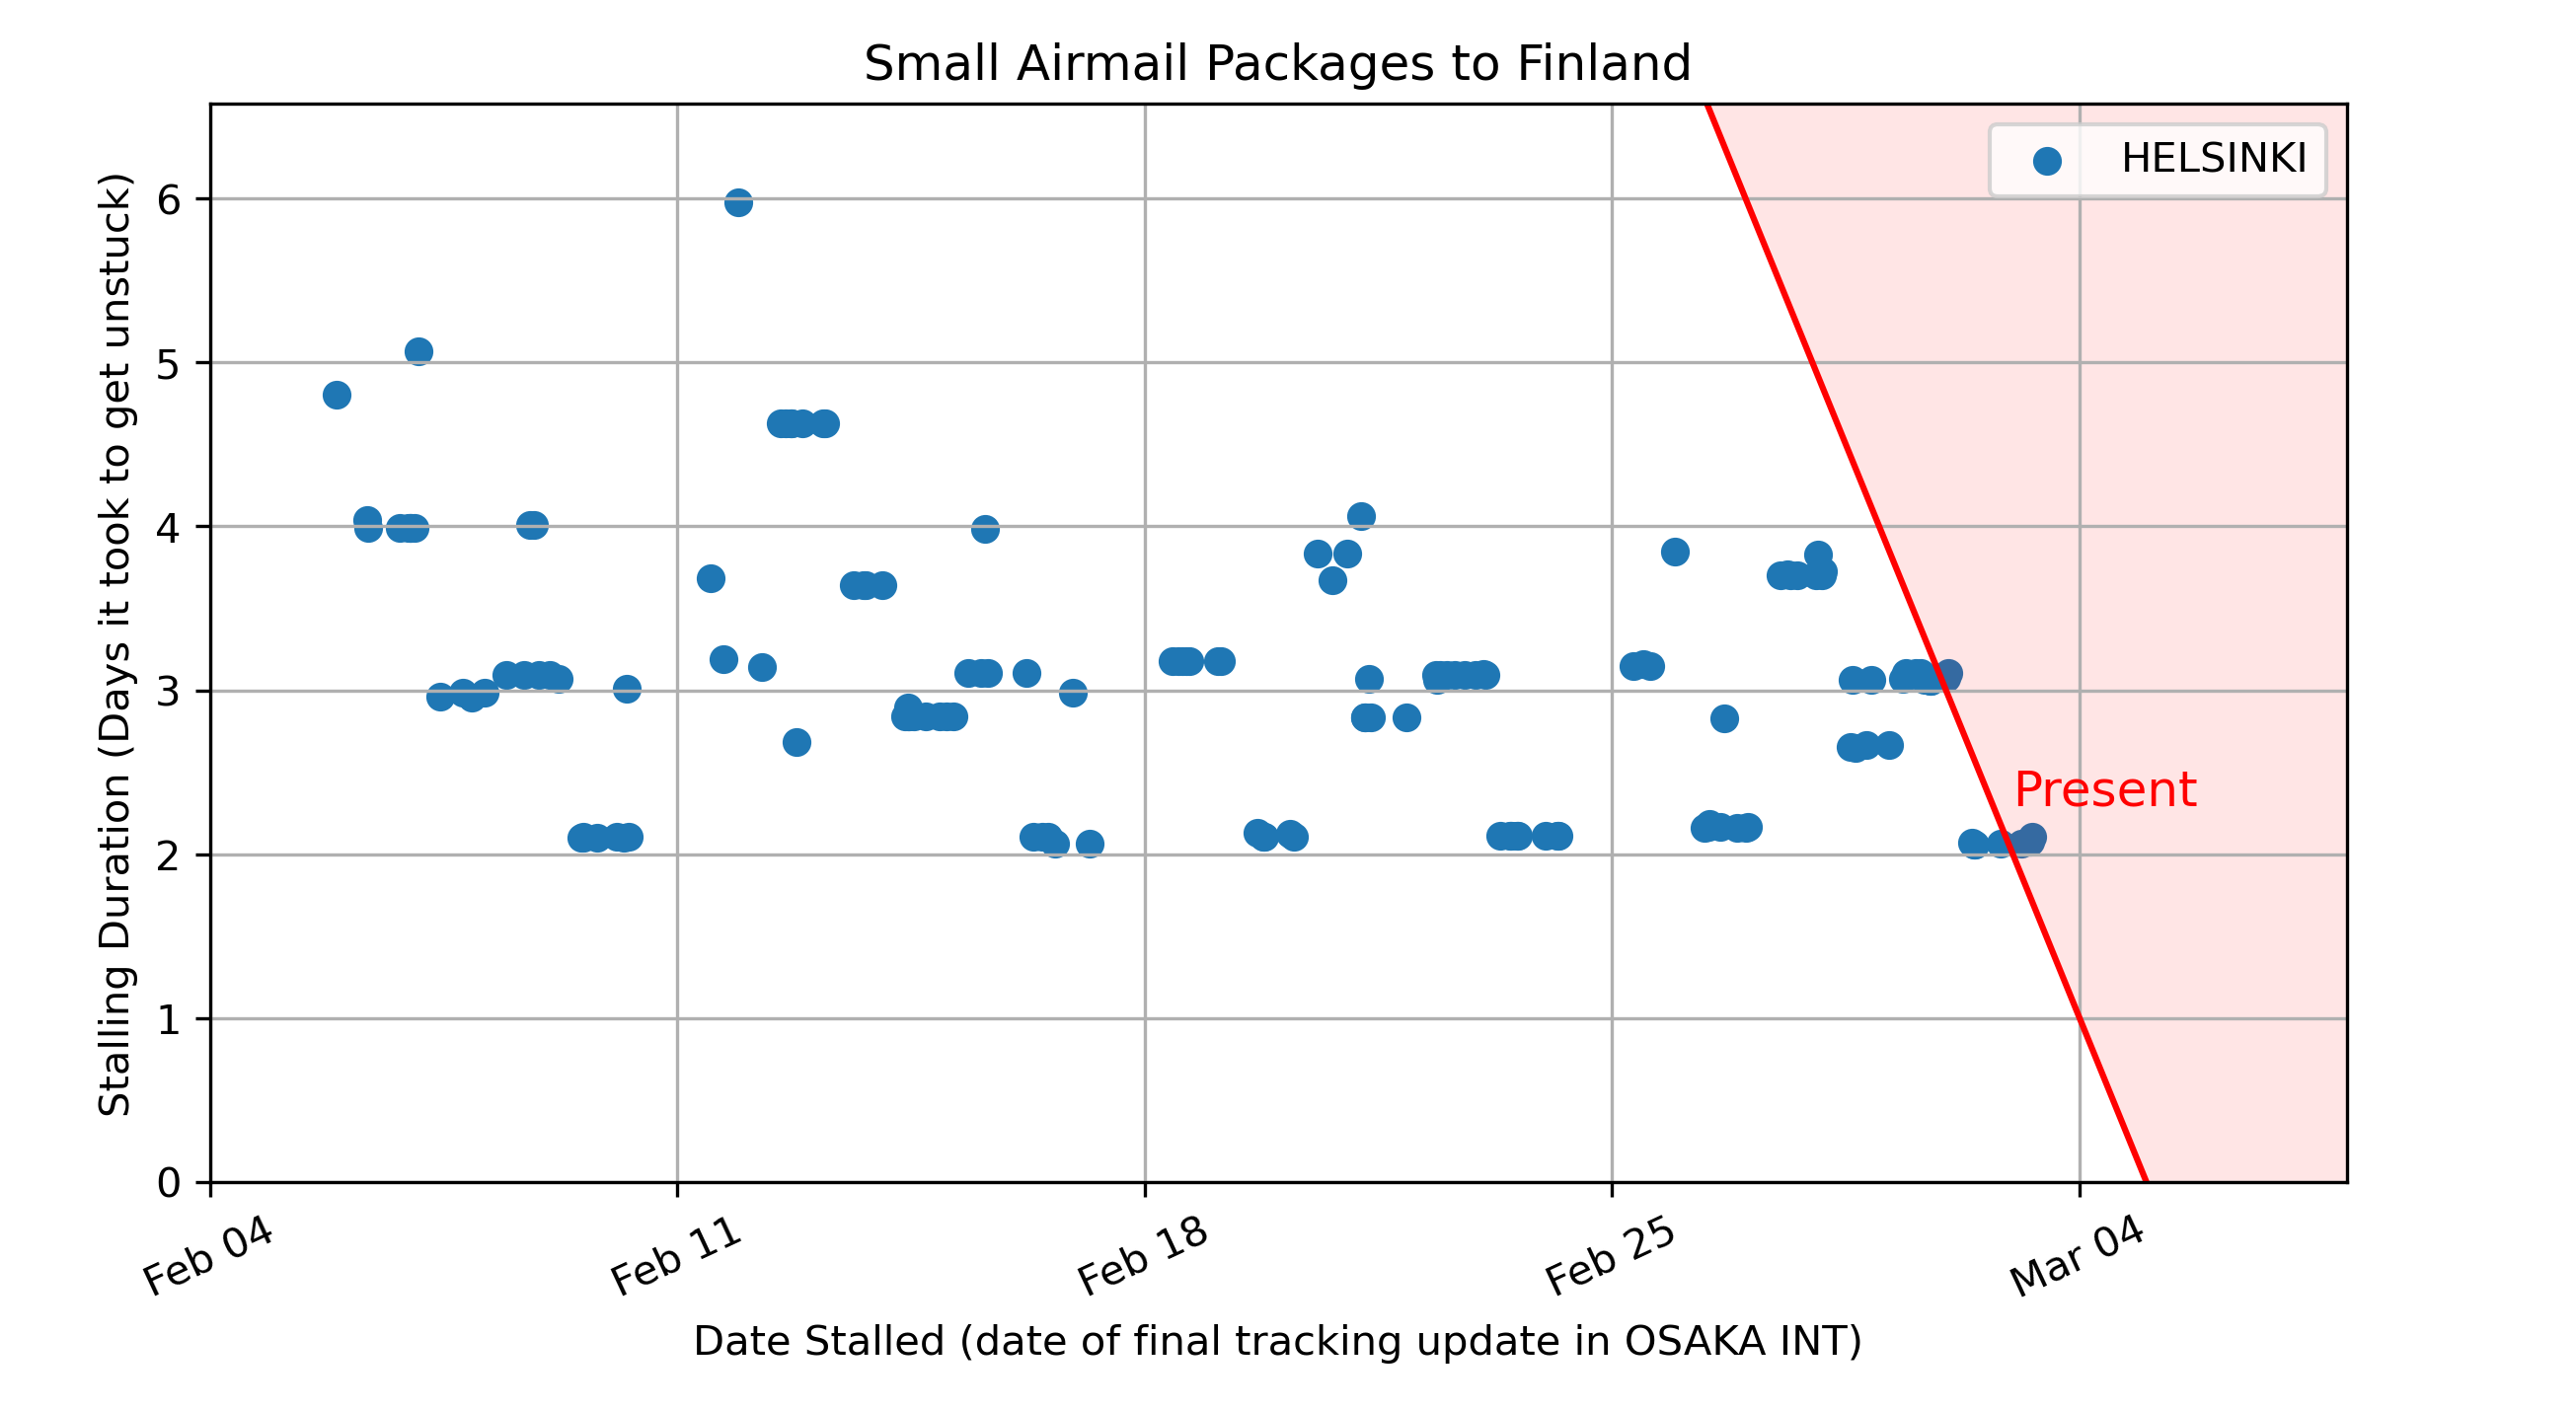 Small Airmail Packages to Finland
HELSINKI
Stalling Duration (Days it took to get unstuck)
6
5
4
3
2
1
0
Present
Feb 04
Feb 11
Feb 18
Feb 25
Mar 04
Date Stalled (date of final tracking update in OSAKA INT)